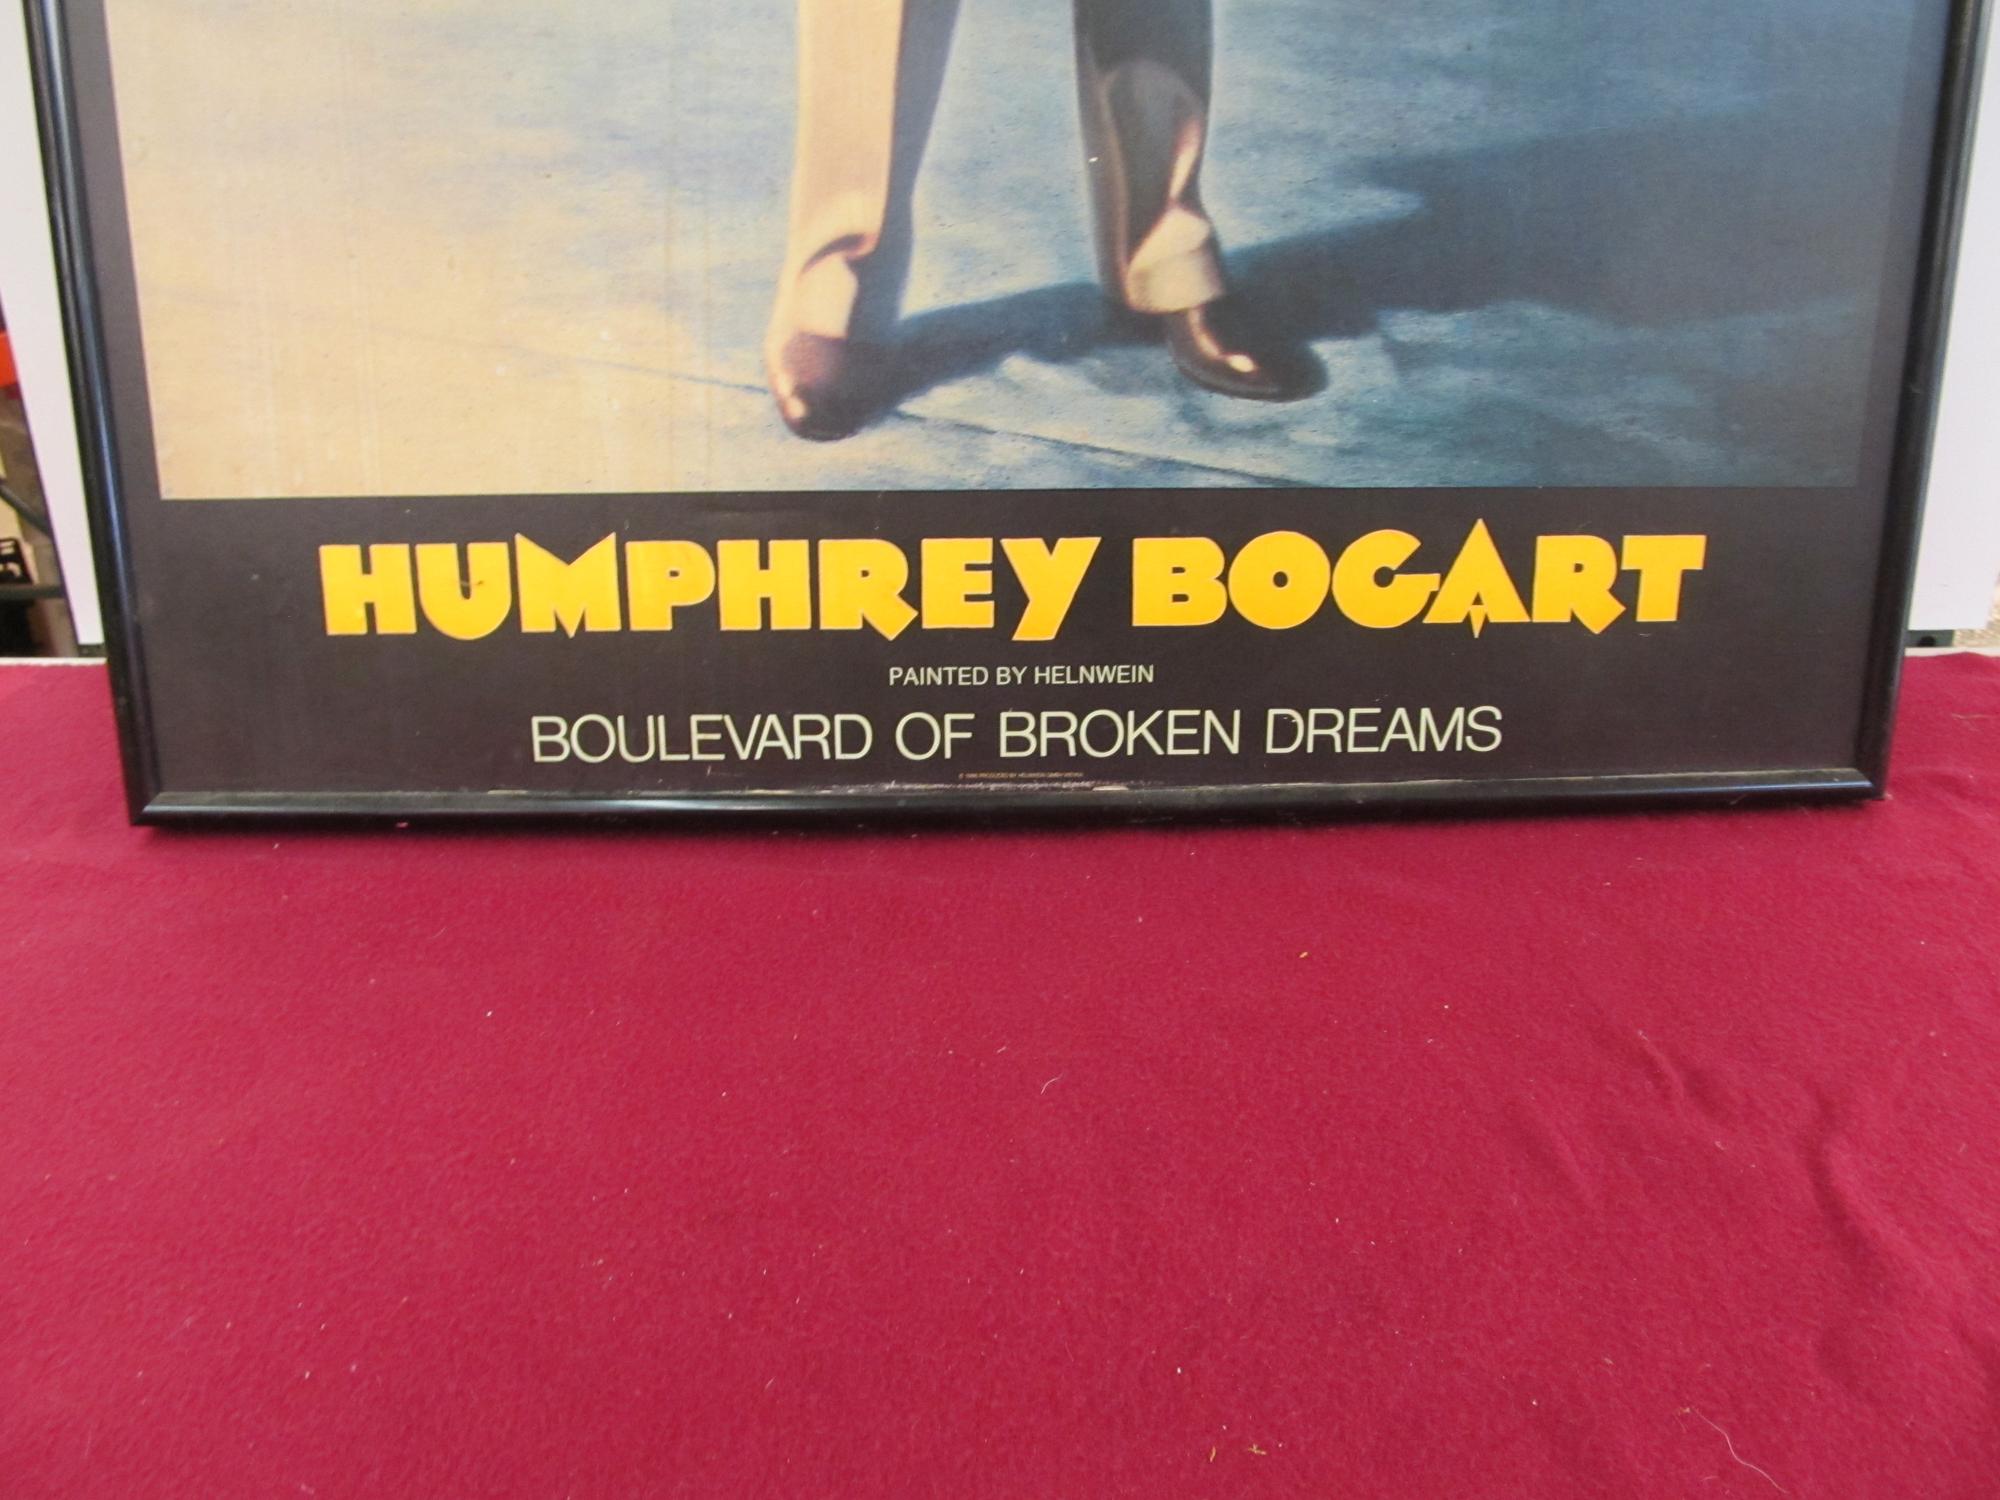 HUMPHREY BOGART
PAINTED BY HELNWEIN
BOULEVARD OF BROKEN DREAMS